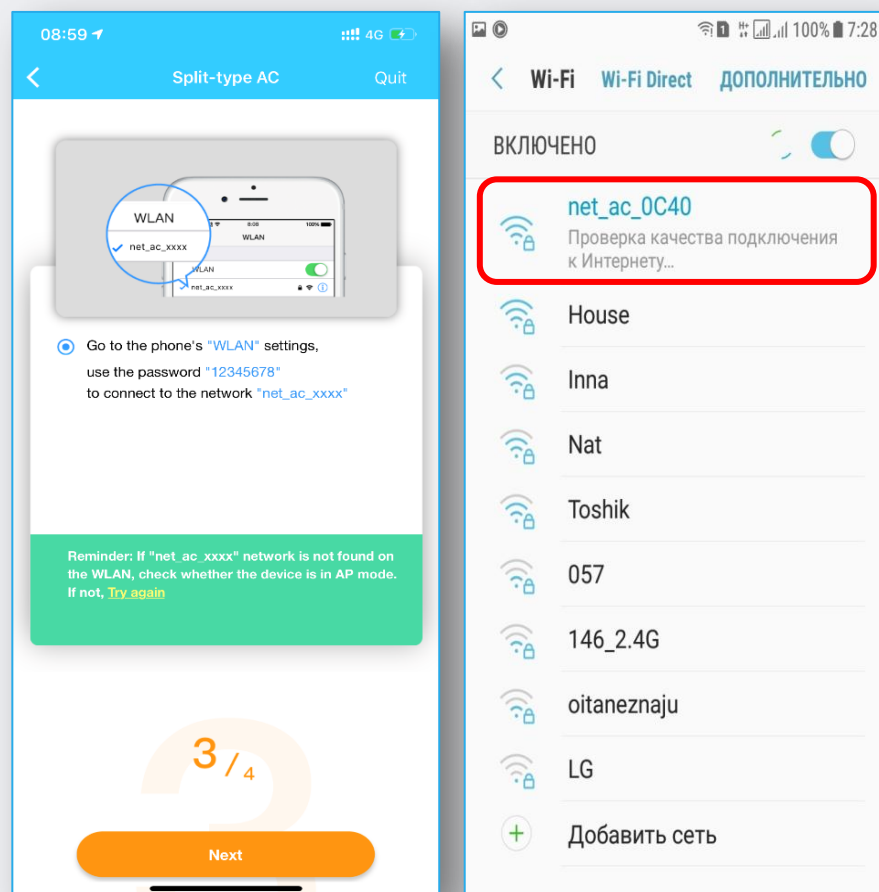 08:59 4G
Split-type AC Quit
WLAN
net_ac_xxxx
100%
WLAN
WLAN
net_ac_xxxx
Go to the phone's "WLAN" settings,
use the password "12345678"
to connect to the network "net_ac_xxxx"
Reminder: If "net_ac_xxxx" network is not found on
the WLAN, check whether the device is in AP mode.
If not, Try again
3/4
Next
1 H+ 100% 7:28
Wi-Fi Wi-Fi Direct ДОПОЛНИТЕЛЬНО
ВКЛЮЧЕНО
net_ac_0C40
Проверка качества подключения
к Интернету...
House
Inna
Nat
Toshik
057
146_2.4G
oitaneznaju
LG
Добавить сеть